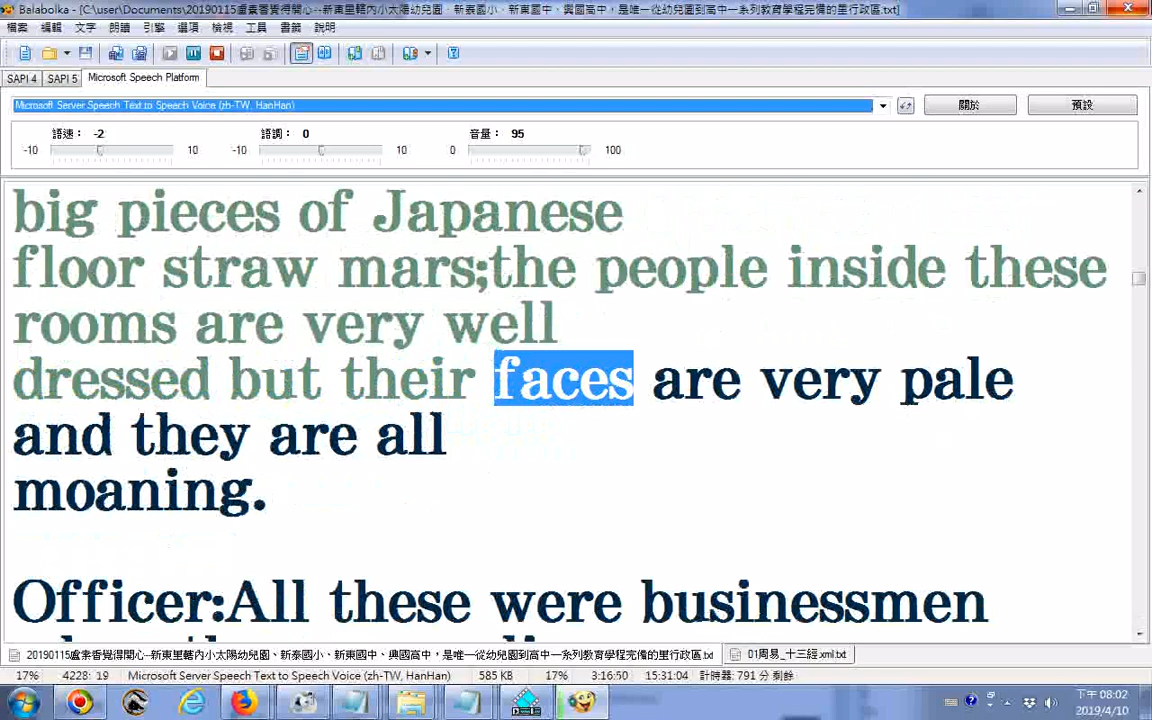 Balabolka - [C:\user\Documents\20190115盧素香覺得開心--新東里轄內小太陽幼兒園、新泰國小、新東國中、興國高中，是唯一從幼兒園到高中一系列教育學程完備的里行政區.txt]
檔案 編輯 文字 朗讀 引擎 選項 檢視 工具 書籤 說明
SAPI 4 SAPI 5 Microsoft Speech Platform
Microsoft Server Speech Text to Speech Voice (zh-TW, HanHan)
關於 預設
語速： -2 語調： 0 音量： 95
-10 10 -10 10 0 100
big pieces of Japanese
floor straw mars;the people inside these
rooms are very well
dressed but their faces are very pale
and they are all
moaning.
Officer:All these were businessmen
20190115盧素香覺得開心--新東里轄內小太陽幼兒園、新泰國小、新東國中、興國高中，是唯一從幼兒園到高中一系列教育學程完備的里行政區.txt 01周易_十三經.xml.txt
17% 4228: 19 Microsoft Server Speech Text to Speech Voice (zh-TW, HanHan) 585 KB 17% 3:16:50 15:31:04 計時器: 791 分 剩餘
下午 08:02
2019/4/10